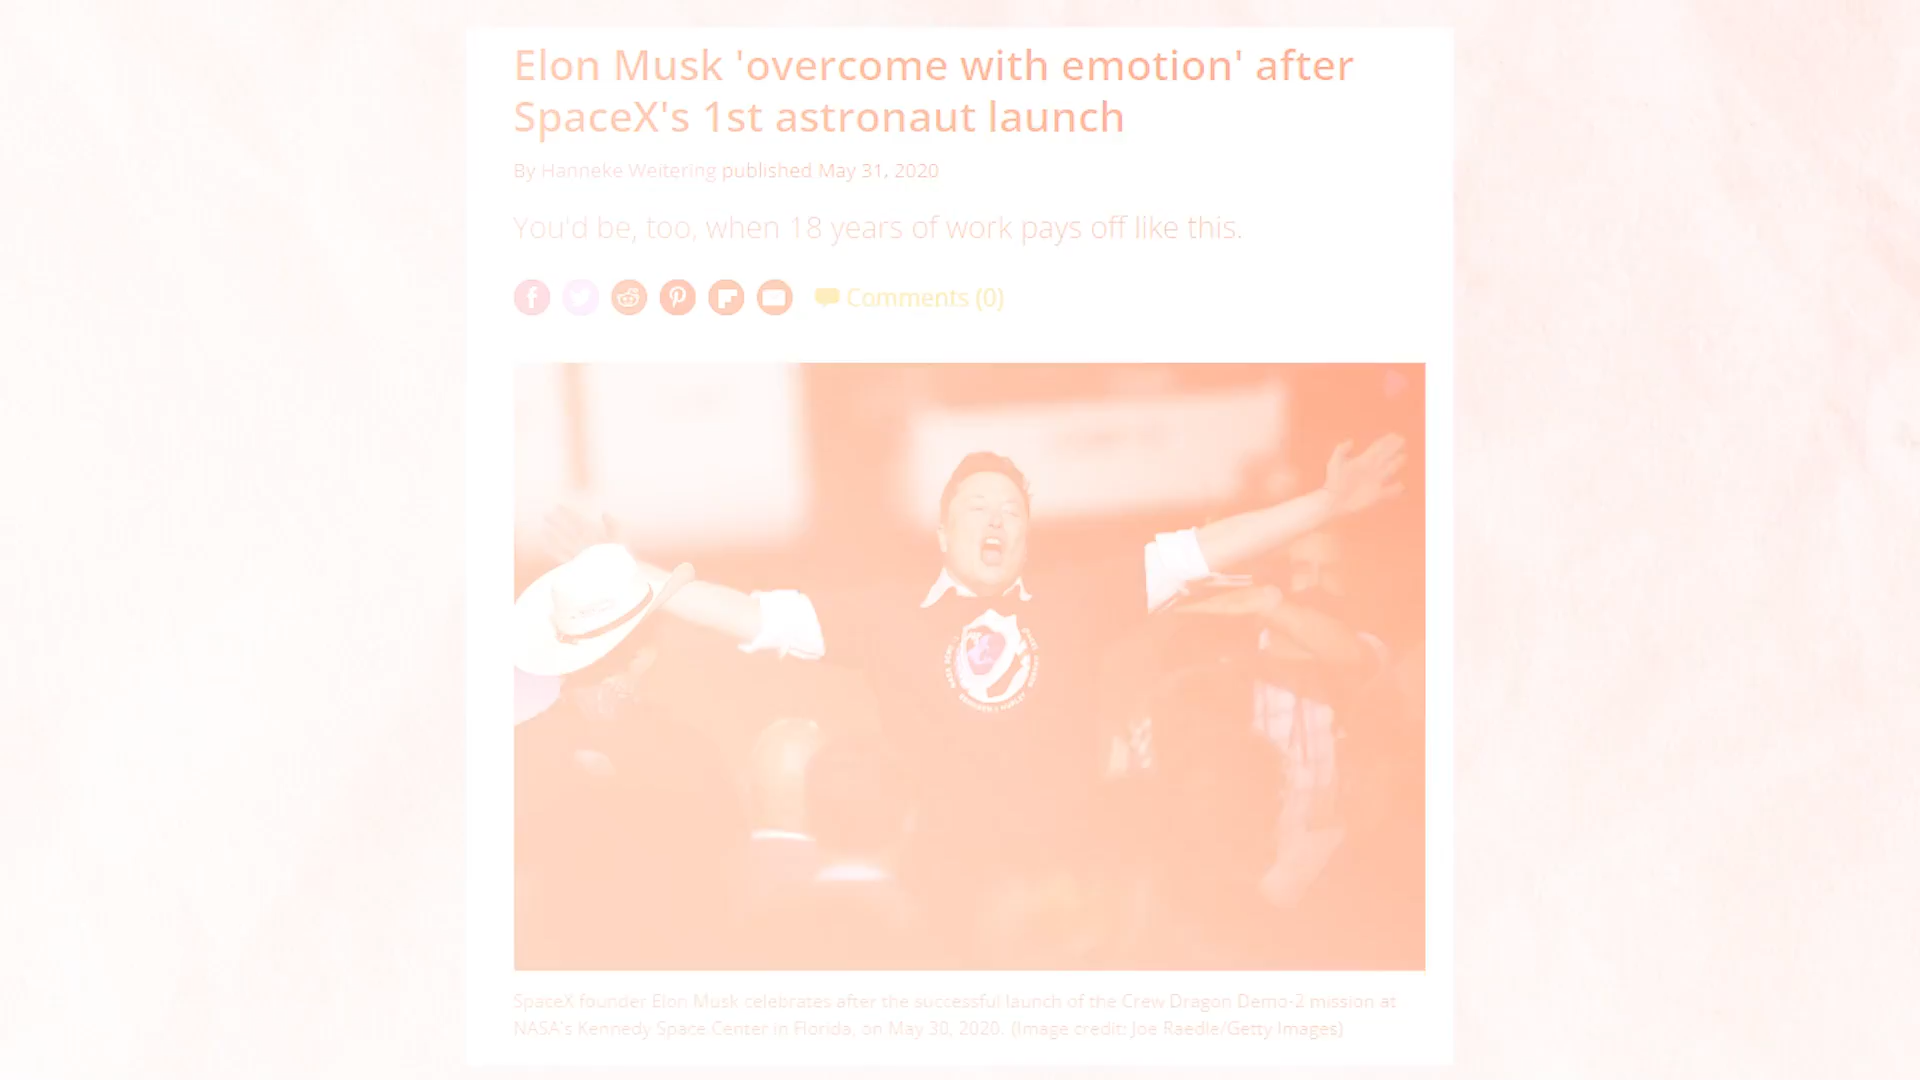 Elon Musk 'overcome with emotion' after
SpaceX's 1st astronaut launch
By Hanneke Weitering published May 31, 2020
You'd be, too, when 18 years of work pays off like this.
Comments (0)
SpaceX founder Elon Musk celebrates after the successful launch of the Crew Dragon Demo-2 mission at
NASA's Kennedy Space Center in Florida, on May 30, 2020. (Image credit: Joe Raedle/Getty Images)